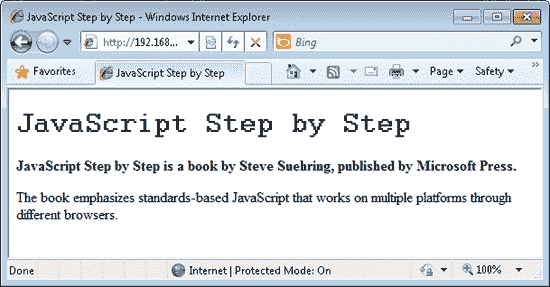 JavaScript Step by Step - Windows Internet Explorer
http://192.168...
Bing
Favorites
JavaScript Step by Step
Page
Safety
JavaScript Step by Step
JavaScript Step by Step is a book by Steve Suehring, published by Microsoft Press.
The book emphasizes standards-based JavaScript that works on multiple platforms through
different browsers.
Done
Internet | Protected Mode: On
100%